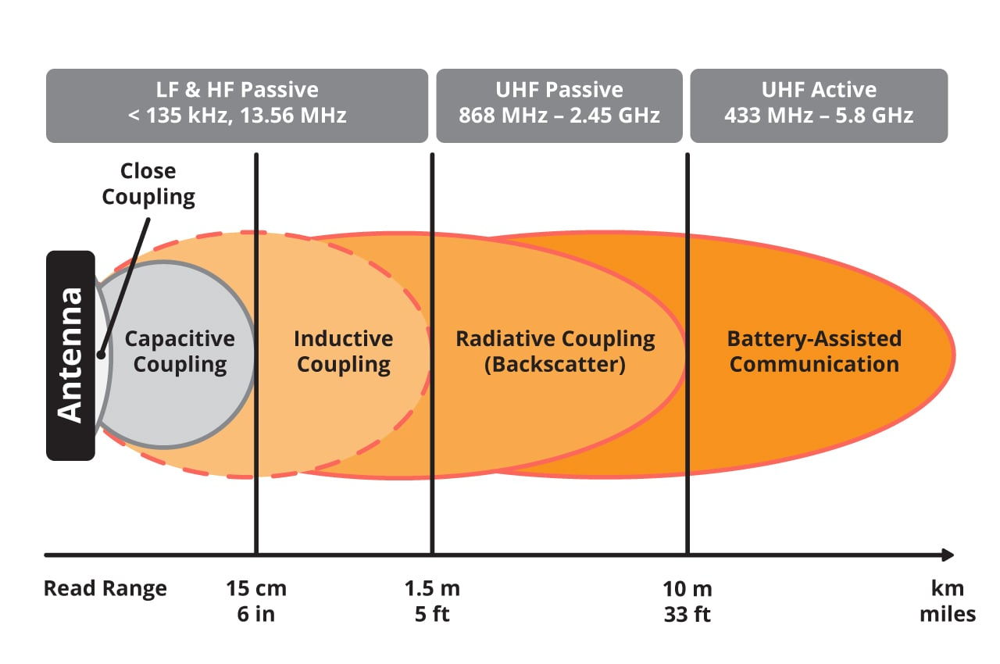 LF & HF Passive
< 135 kHz, 13.56 MHz
UHF Passive
868 MHz – 2.45 GHz
UHF Active
433 MHz – 5.8 GHz
Close
Coupling
Antenna
Capacitive
Coupling
Inductive
Coupling
Radiative Coupling
(Backscatter)
Battery-Assisted
Communication
Read Range
15 cm
6 in
1.5 m
5 ft
10 m
33 ft
km
miles